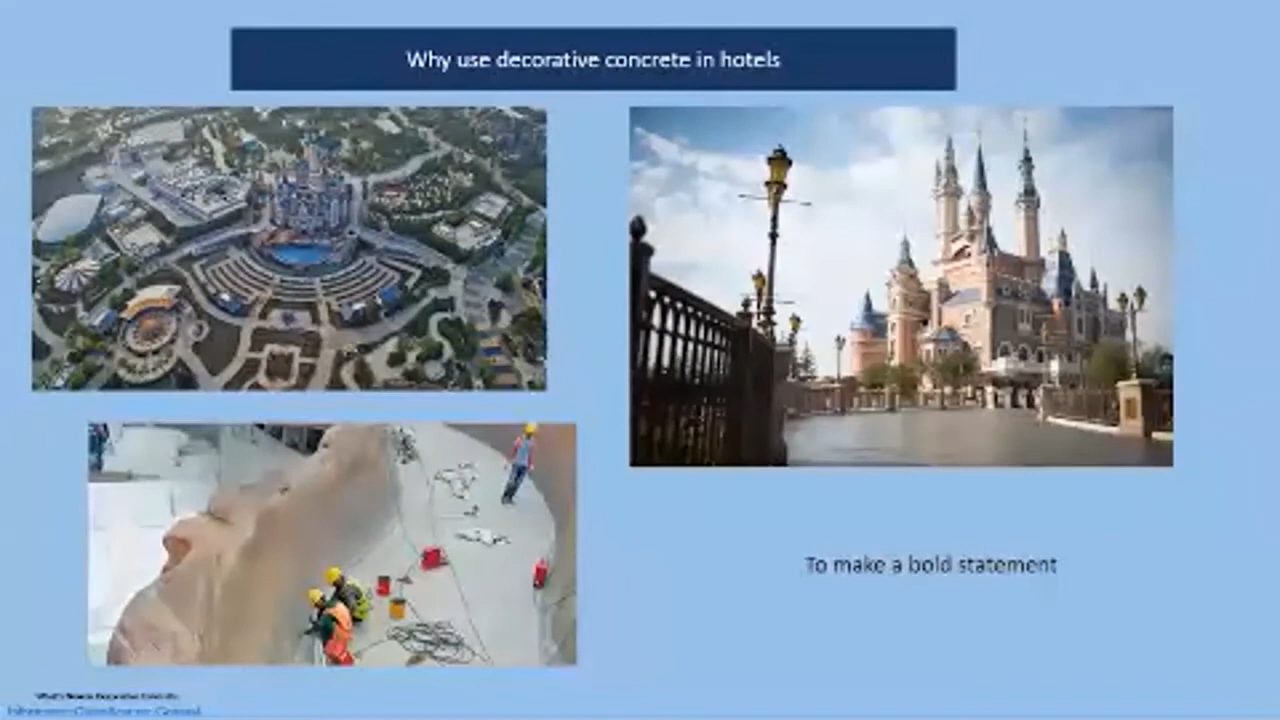 Why use decorative concrete in hotels
To make a bold statement